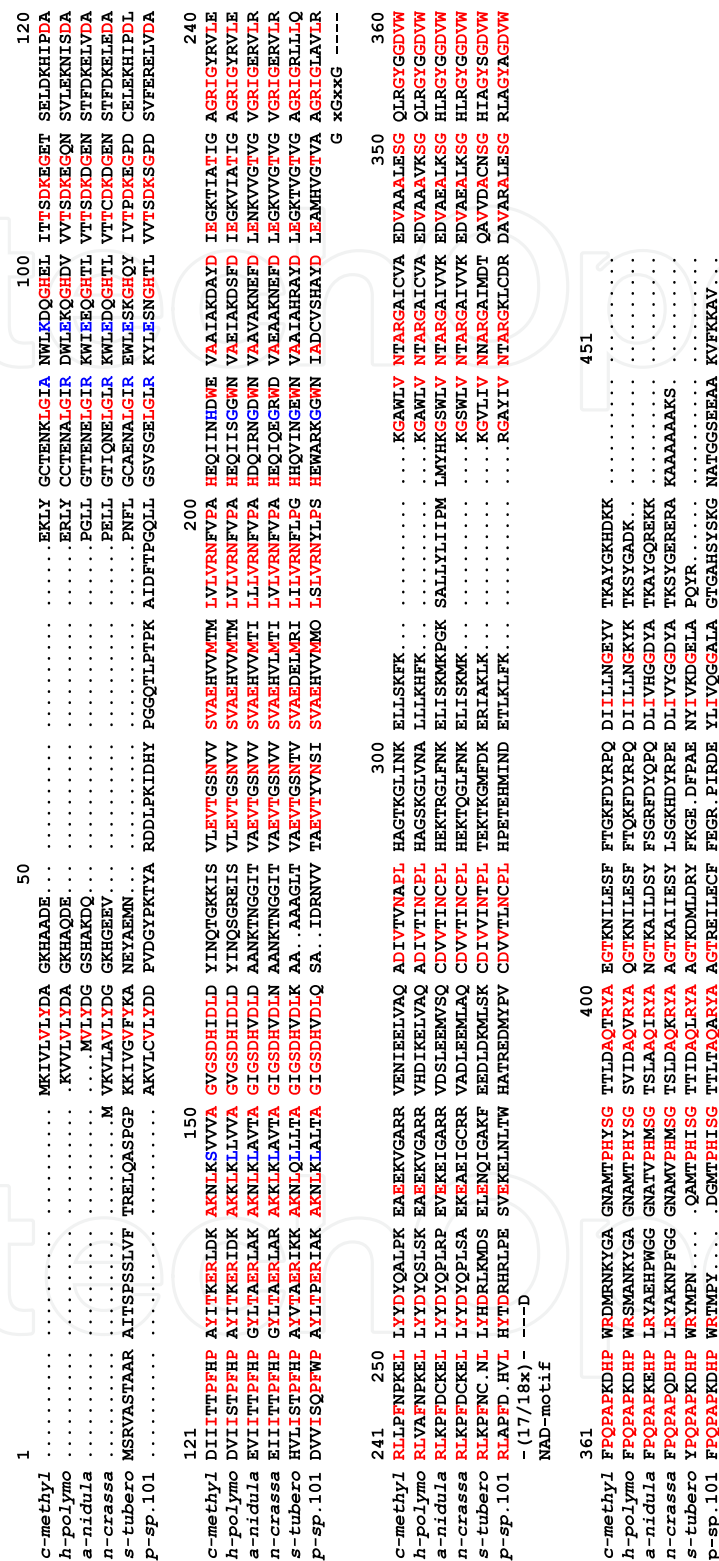 1 50 100 120
c-methyl .......... .......... .......... MKIVLVLYDA GKHAADE... .......... .......... ......EKLY GCTENKLGIA NWLKDQGHEL ITTSDKEGET SELDKHIPDA
h-polymo .......... .......... .......... .KVVLVLYDA GKHAQDE... .......... .......... ......ERLY CCTENALGIR DWLEKQGHDV VVTSDKEGQN SVLEKNISDA
a-nidula .......... .......... .......... ....MVLYDG GSHAKDQ... .......... .......... ......PGLL GTTENELGIR KWIEEQGHTL VTTSDKDGEN STFDKELVDA
n-crassa .......... .......... .........M VKVLAVLYDG GKHGEEV... .......... .......... ......PELL GTIQNELGLR KWLEDQGHTL VTTCDKDGEN STFDKELEDA
s-tubero MSRVASTAAR AITSPSSLVF TRELQASPGP KKIVGVFYKA NEYAEMN... .......... .......... ......PNFL GCAENALGIR EWLESKGHQY IVTPDKEGPD CELEKHIPDL
p-sp.101 .......... .......... .......... AKVLCVLYDD PVDGYPKTYA RDDLPKIDHY PGGQTLPTPK AIDFTPGQLL GSVSGELGLR KYLESNGHTL VVTSDKSGPD SVFERELVDA
121 150 200 240
c-methyl DIIITTPFHP AYITKERLDK AKNLKSVVVA GVGSDHIDLD YINQTGKKIS VLEVTGSNVV SVAEHVVMTM LVLVRNFVPA HEQIINHDWE VAAIAKDAYD IEGKTIATIG AGRIGYRVLE
h-polymo DVIISTPFHP AYITKERIDK AKKLKLLVVA GVGSDHIDLD YINQSGREIS VLEVTGSNVV SVAEHVVMTM LVLVRNFVPA HEQIISGGWN VAEIAKDSFD IEGKVIATIG AGRIGYRVLE
a-nidula EVIITTPFHP GYLTAERLAK AKNLKLAVTA GIGSDHVDLD AANKTNGGIT VAEVTGSNVV SVAEHVVMTI LLLVRNFVPA HDQIRNGDWN VAAVAKNEFD LENKVVGTVG VGRIGERVLR
n-crassa EIIITTPFHP GYLTAERLAR AKKLKLAVTA GIGSDHVDLN AANKTNGGIT VAEVTGSNVV SVAEHVLMTI LVLVRNFVPA HEQIQEGRWD VAEAAKNEFD LEGKVVGTVG VGRIGERVLR
s-tubero HVLISTPFHP AYVTAERIKK AKNLQLLLTA GIGSDHVDLK AA..AAAGLT VAEVTGSNTV SVAEDELMRI LILVRNFLPG HHQVINGEWN VAAIAHRAYD LEGKTVGTVG AGRIGRLLLQ
p-sp.101 DVVISQPFWP AYLTPERIAK AKNLKLALTA GIGSDHVDLQ SA..IDRNVV TAEVTYVNSI SVAEHVVMMO LSLVRNYLPS HEWARKGGWN IADCVSHAYD LEAMHVGTVA AGRIGLAVLR
G xGxxG ----
241 250 300 350 360
c-methyl RLLPFNPKEL LYYDYQALPK EAEEKVGARR VENIEELVAQ ADIVTVNAPL HAGTKGLINK ELLSKFK... .......... ....KGAWLV NTARGAICVA EDVAAALESG QLRGYGGDVW
h-polymo RLVAFNPKEL LYYDYQSLSK EAEEKVGARR VHDIKELVAQ ADIVTINCPL HAGSKGLVNA LLLKHFK... .......... ....KGAWLV NTARGAICVA EDVAAAVKSG QLRGYGGDVW
a-nidula RLKPFDCKEL LYYDYQPLRP EVEKEIGARR VDSLEEMVSQ CDVVTINCPL HEKTRGLFNK ELISKMKPGK SALLYLIIPM LMYHKGSWLV NTARGAIVVK EDVAEALKSG HLRGYGGDVW
n-crassa RLKPFDCKEL LYYDYQPLSA EKEAEIGCRR VADLEEMLAQ CDVVTINCPL HEKTQGLFNK ELISKMK... .......... ....KGSWLV NTARGAIVVK EDVAEALKSG HLRGYGGDVW
s-tubero RLKPFNC.NL LYHDRLKMDS ELENQIGAKF EEDLDKMLSK CDIVVINTPL TEKTKGMFDK ERIAKLK... .......... ....KGVLIV NNARGAIMDT QAVVDACNSG HIAGYSGDVW
p-sp.101 RLAPFD.HVL HYTDRHRLPE SVEKELNLTW HATREDMYPV CDVVTLNCPL HPETEHMIND ETLKLFK... .......... ....RGAYIV NTARGKLCDR DAVARALESG RLAGYAGDVW
-(17/18x)- ---D
NAD-motif
361 400 451
c-methyl FPQPAPKDHP WRDMRNKYGA GNAMTPHYSG TTLDAQTRYA EGTKNILESF FTGKFDYRPQ DIILLNGEYV TKAYGKHDKK .......... ..........
h-polymo FPQPAPKDHP WRSMANKYGA GNAMTPHYSG SVIDAQVRYA QGTKNILESF FTQKFDYRPQ DIILLNGKYK TKSYGADK.. .......... ..........
a-nidula FPQPAPKEHP LRYAEHPWGG GNATVPHMSG TSLAAQIRYA NGTKAILDSY FSGRFDYQPQ DLIVHGGDYA TKAYGQREKK .......... ..........
n-crassa FPQPAPQDHP LRYAKNPFGG GNAMVPHMSG TSLDAQKRYA AGTKAIIESY LSGKHDYRPE DLIVYGGDYA TKSYGERERA KAAAAAAKS. ..........
s-tubero YPQPAPKDHP WRYMPN.... .QAMTPHISG TTIDAQLRYA AGTKDMLDRY FKGE.DFPAE NYIVKDGELA PQYR...... .......... ..........
p-sp.101 FPQPAPKDHP WRTMPY.... .DGMTPHISG TTLTAQARYA AGTREILECF FEGR.PIRDE YLIVQGGALA GTGAHSYSKG NATGGSEEAA KVFKKAV...